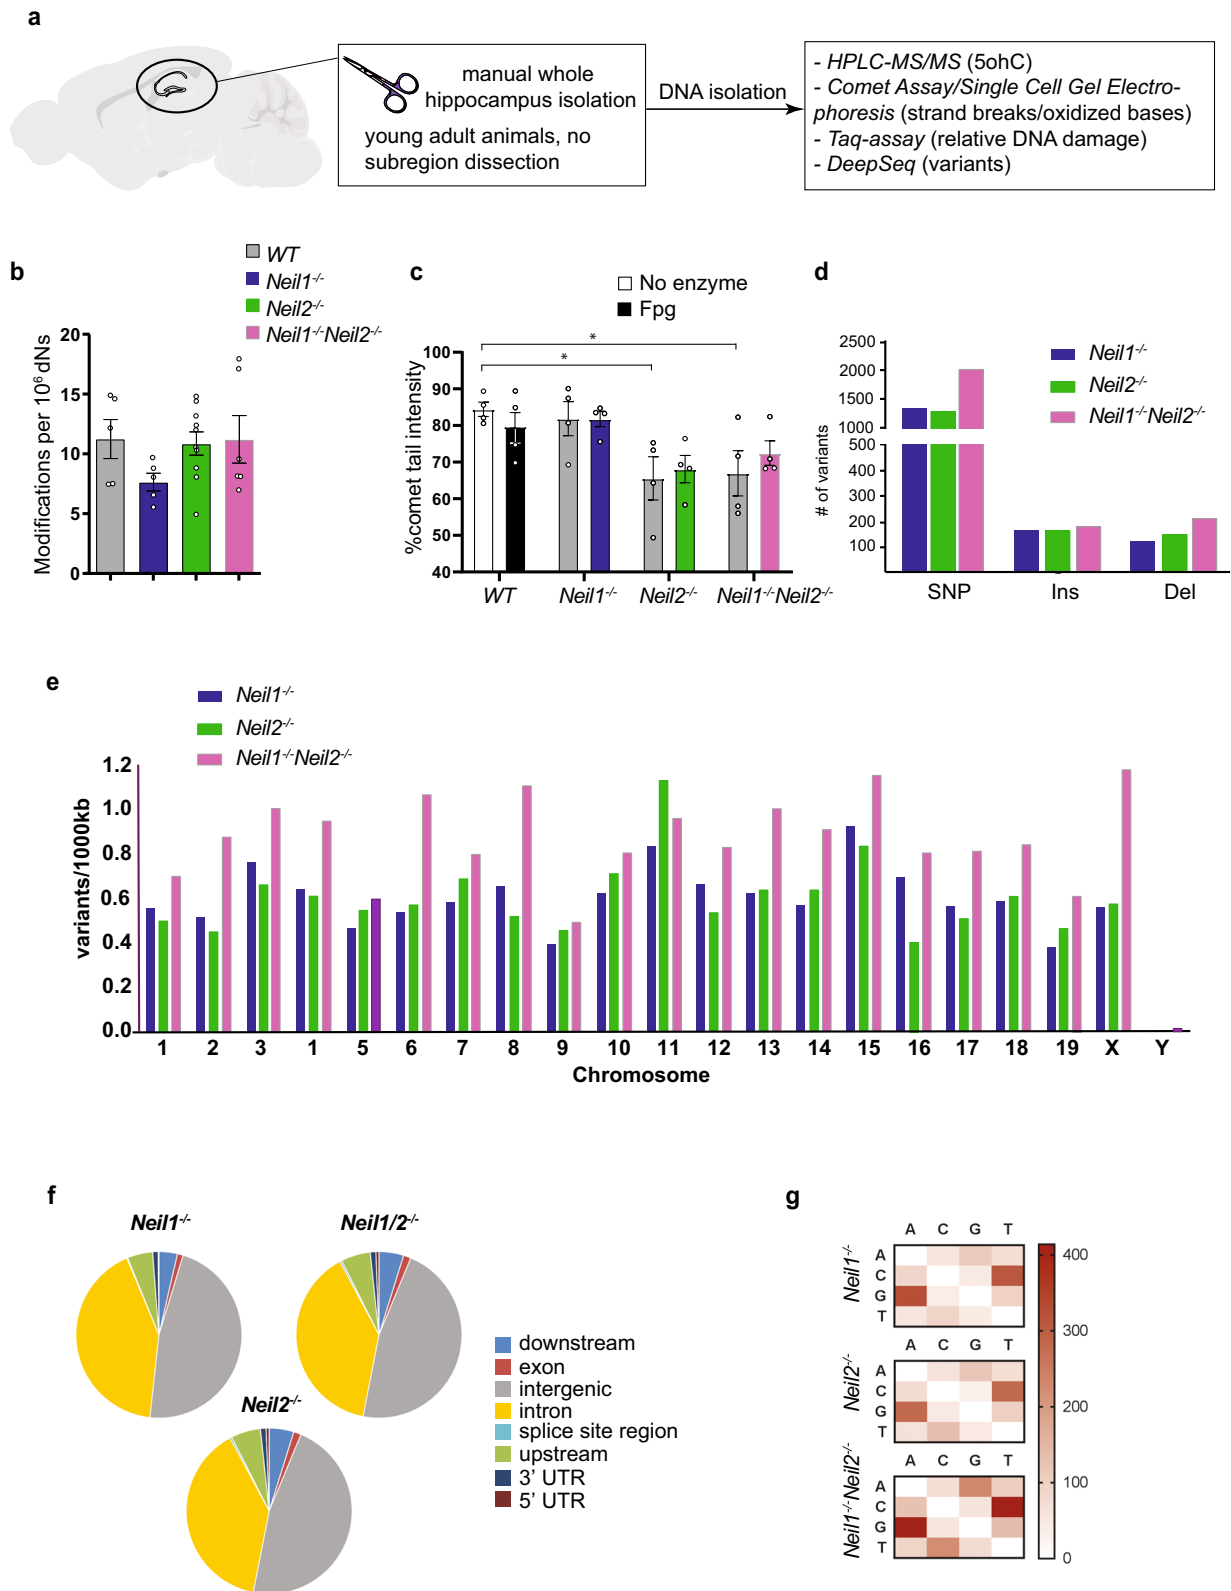 a
manual whole
hippocampus isolation
young adult animals, no
subregion dissection
DNA isolation
- HPLC-MS/MS (5ohC)
- Comet Assay/Single Cell Gel Electro-
phoresis (strand breaks/oxidized bases)
- Taq-assay (relative DNA damage)
- DeepSeq (variants)
b
WT
Neil1-/-
Neil2-/-
Neil1-/-Neil2-/-
Modifications per 10⁶ dNs
20
15
10
5
0
c
No enzyme
Fpg
%comet tail intensity
100
90
80
70
60
50
40
*
*
WT Neil1-/- Neil2-/- Neil1-/-Neil2-/-
d
Neil1-/-
Neil2-/-
Neil1-/-Neil2-/-
# of variants
2500
2000
1500
1000
500
400
300
200
100
SNP Ins Del
e
Neil1-/-
Neil2-/-
Neil1-/-Neil2-/-
variants/1000kb
1.2
1.0
0.8
0.6
0.4
0.2
0.0
1 2 3 1 5 6 7 8 9 10 11 12 13 14 15 16 17 18 19 X Y
Chromosome
f
Neil1-/-
Neil1/2-/-
Neil2-/-
downstream
exon
intergenic
intron
splice site region
upstream
3' UTR
5' UTR
g
A C G T
Neil1-/-
A
C
G
T
A C G T
Neil2-/-
A
C
G
T
A C G T
Neil1-/-Neil2-/-
A
C
G
T
400
300
200
100
0